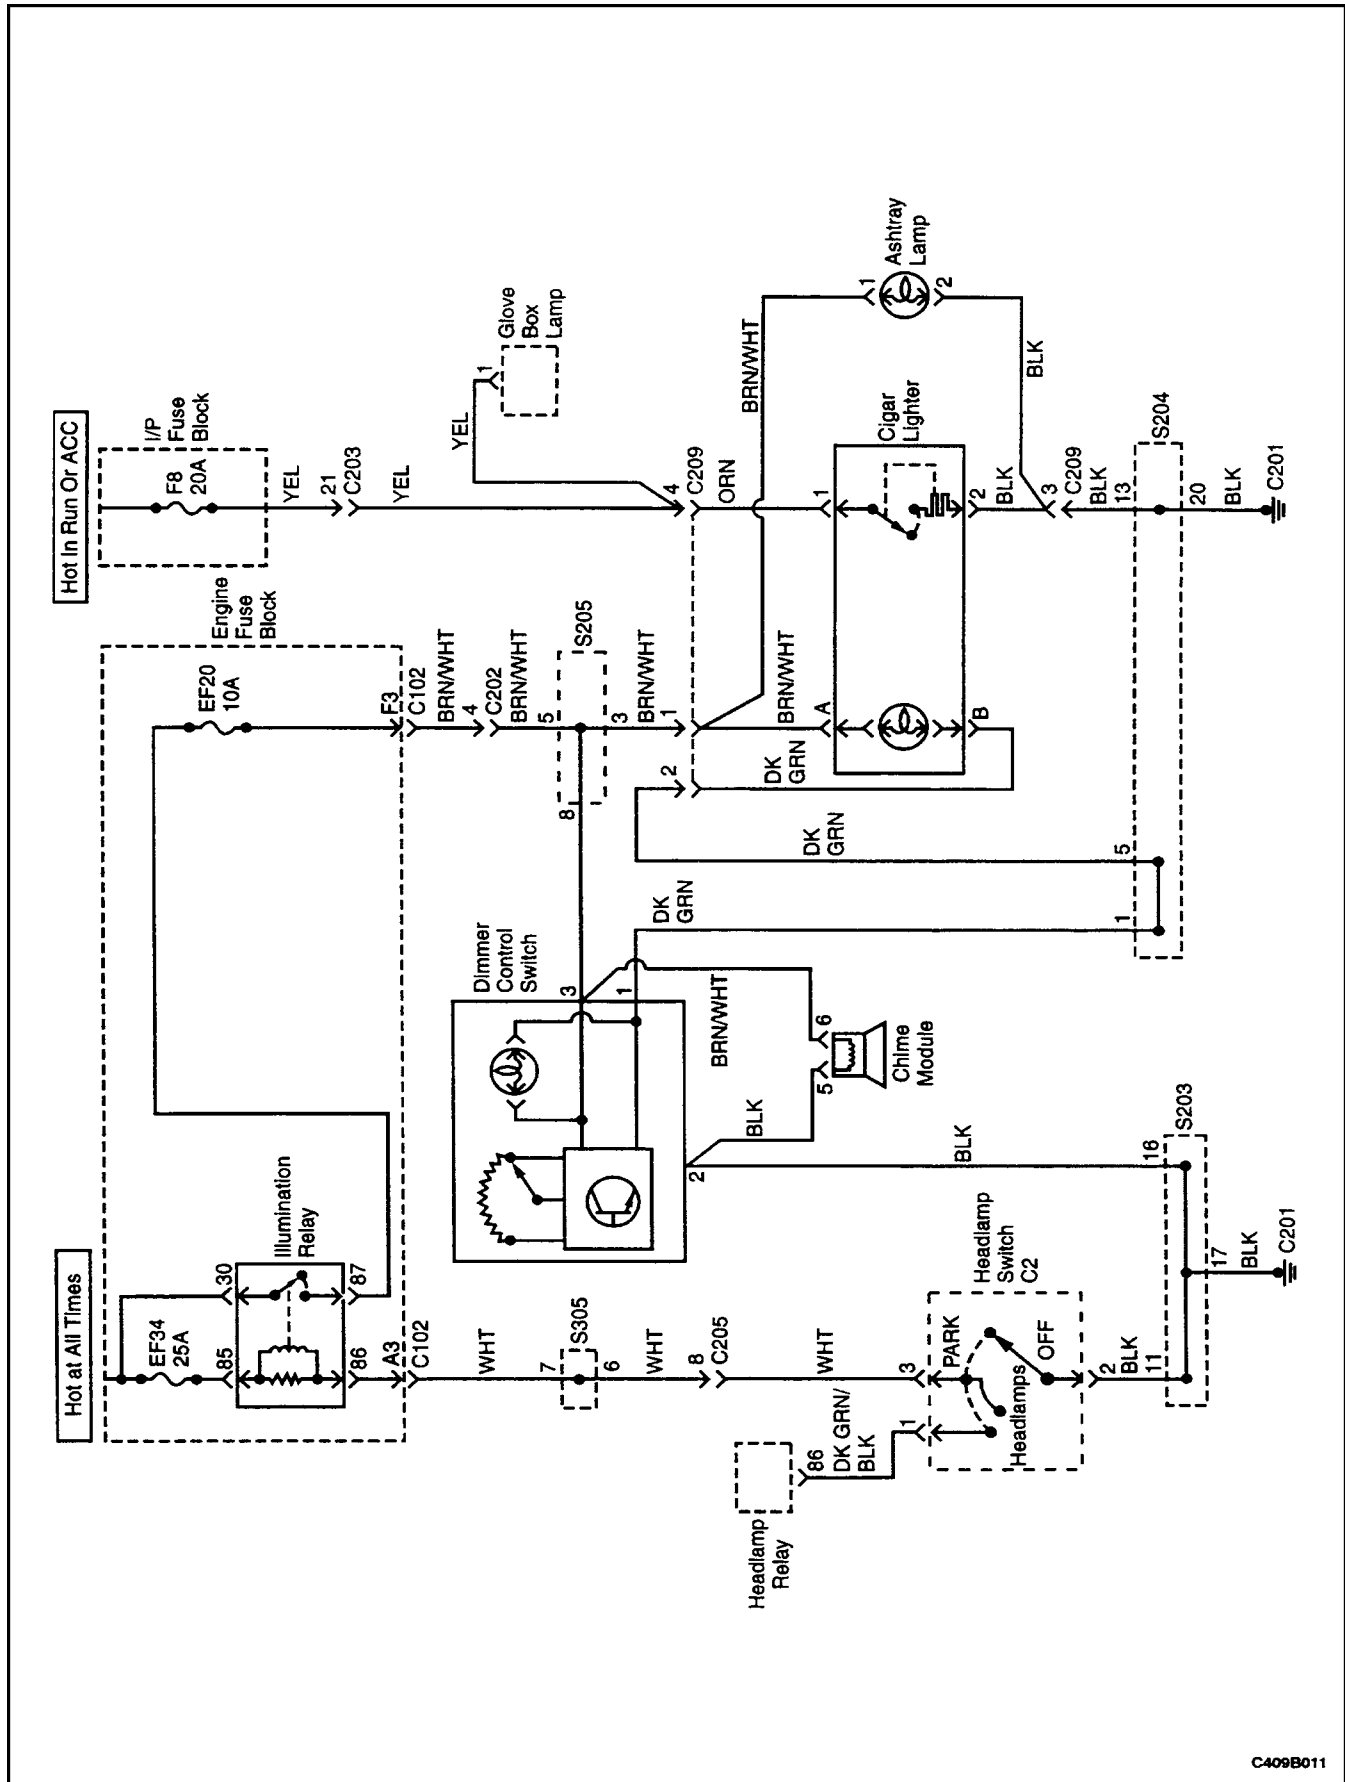 Hot at All Times
Hot In Run Or ACC
EF34
25A
30
85
87
86
A3
C102
Illumination
Relay
EF20
10A
Engine
Fuse
Block
F3
C102
F8
20A
I/P
Fuse
Block
YEL
21
C203
YEL
YEL
1
Glove
Box
Lamp
BRN/WHT
4
C202
BRN/WHT
5
S205
8
3
BRN/WHT
1
2
4
C209
ORN
BRN/WHT
1
Ashtray
Lamp
2
BLK
DK
GRN
BRN/WHT
A
1
Cigar
Lighter
B
2
BLK
3
C209
BLK
DK
GRN
DK
GRN
1
5
13
S204
20
BLK
C201
Dimmer
Control
Switch
3
1
2
BRN/WHT
BLK
5
6
Chime
Module
WHT
7
S305
6
WHT
8
C205
WHT
3
PARK
OFF
Headlamps
Headlamp
Switch
C2
1
DK GRN/
BLK
86
Headlamp
Relay
2
BLK
11
BLK
16
S203
17
BLK
C201
C409B011